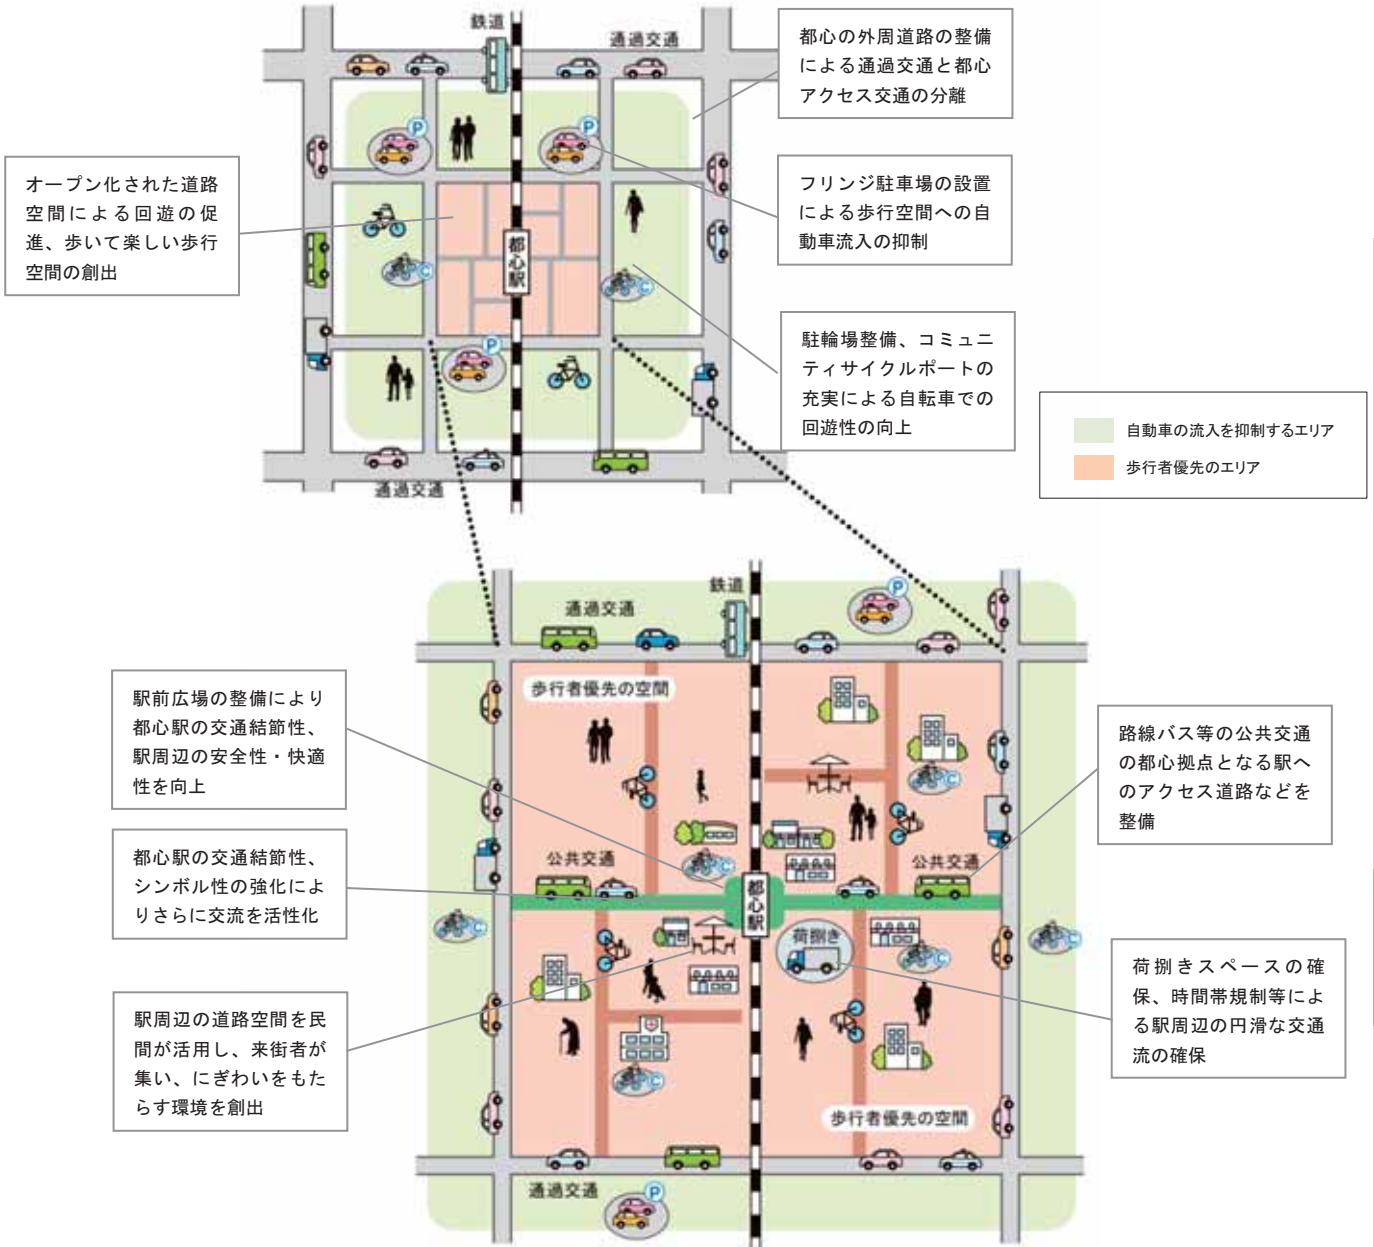 鉄道
通過交通
都心の外周道路の整備
による通過交通と都心
アクセス交通の分離
P
P
オープン化された道路
空間による回遊の促
進、歩いて楽しい歩行
空間の創出
フリンジ駐車場の設置
による歩行空間への自
動車流入の抑制
都心駅
C
C
駐輪場整備、コミュニ
ティサイクルポートの
充実による自転車での
回遊性の向上
P
通過交通
自動車の流入を抑制するエリア
歩行者優先のエリア
鉄道
通過交通
P
歩行者優先の空間
駅前広場の整備により
都心駅の交通結節性、
駅周辺の安全性・快適
性を向上
路線バス等の公共交通
の都心拠点となる駅へ
のアクセス道路などを
整備
C
C
公共交通
公共交通
都心駅
都心駅の交通結節性、
シンボル性の強化によ
りさらに交流を活性化
C
荷捌き
C
C
荷捌きスペースの確
保、時間帯規制等によ
る駅周辺の円滑な交通
流の確保
駅周辺の道路空間を民
間が活用し、来街者が
集い、にぎわいをもた
らす環境を創出
C
歩行者優先の空間
通過交通
P